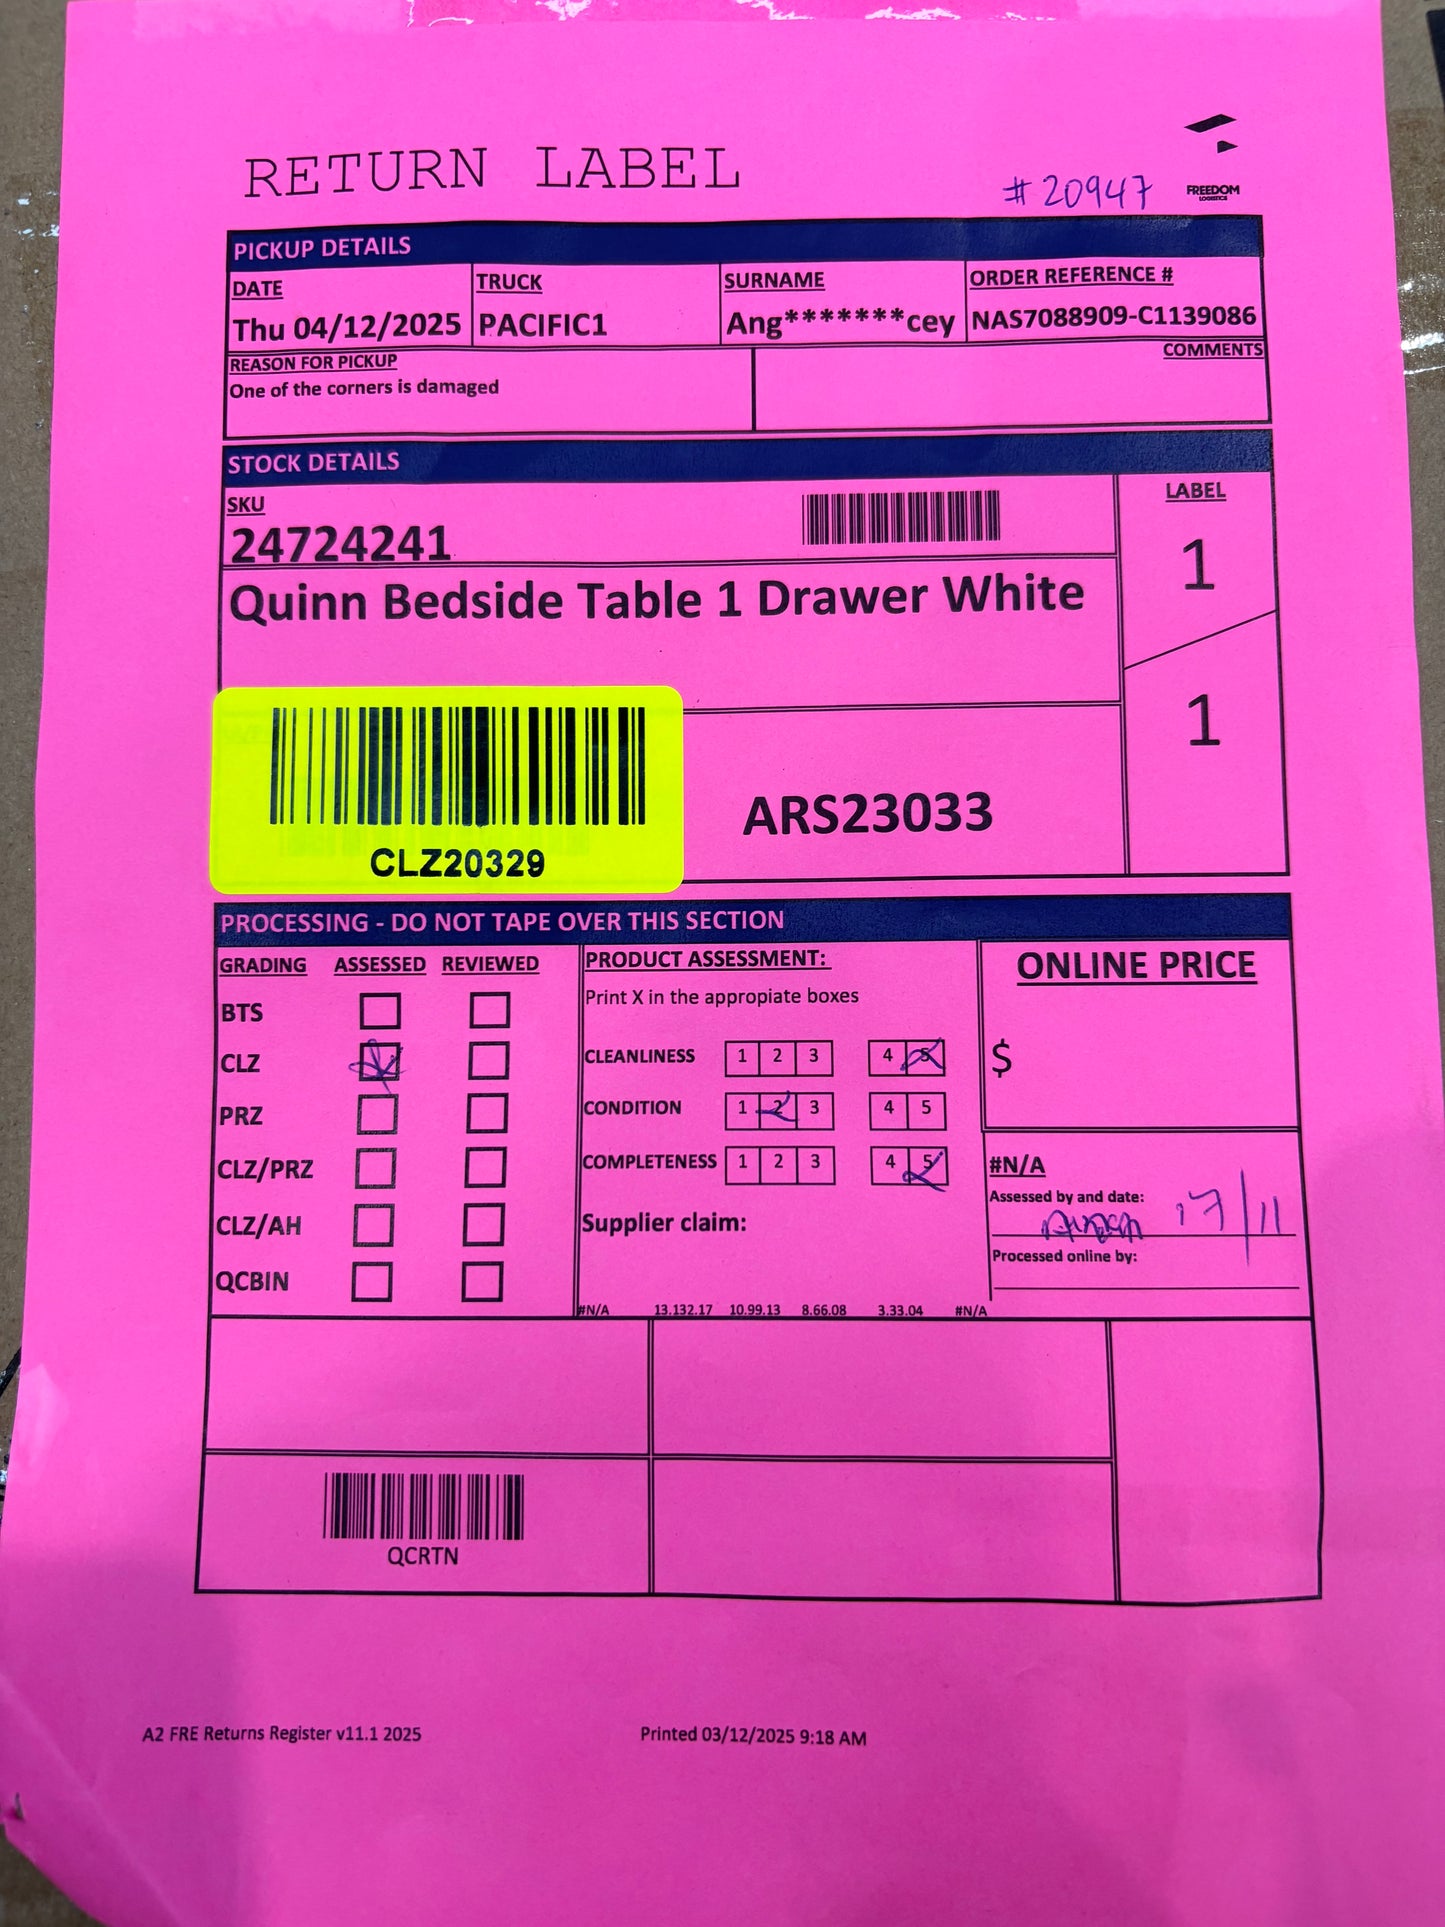 RETURN LABEL
#20947
FREEDOM
LOGISTICS
PICKUP DETAILS
DATE TRUCK SURNAME ORDER REFERENCE #
Thu 04/12/2025 PACIFIC1 Ang*******cey NAS7088909-C1139086
REASON FOR PICKUP COMMENTS
One of the corners is damaged
STOCK DETAILS
SKU LABEL
24724241 1
Quinn Bedside Table 1 Drawer White
1
ARS23033
CLZ20329
PROCESSING - DO NOT TAPE OVER THIS SECTION
GRADING ASSESSED REVIEWED
BTS
CLZ
PRZ
CLZ/PRZ
CLZ/AH
QCBIN
PRODUCT ASSESSMENT:
Print X in the appropiate boxes
CLEANLINESS 1 2 3 4 5
CONDITION 1 2 3 4 5
COMPLETENESS 1 2 3 4 5
Supplier claim:
#N/A 13.132.17 10.99.13 8.66.08 3.33.04 #N/A
ONLINE PRICE
$
#N/A
Assessed by and date:
17/11
Processed online by:
QCRTN
A2 FRE Returns Register v11.1 2025 Printed 03/12/2025 9:18 AM